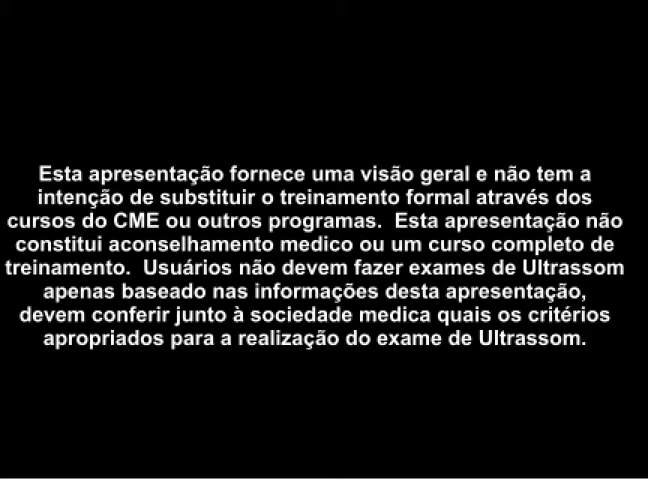 Esta apresentação fornece uma visão geral e não tem a
intenção de substituir o treinamento formal através dos
cursos do CME ou outros programas.  Esta apresentação não
constitui aconselhamento medico ou um curso completo de
treinamento.  Usuários não devem fazer exames de Ultrassom
apenas baseado nas informações desta apresentação,
devem conferir junto à sociedade medica quais os critérios
apropriados para a realização do exame de Ultrassom.